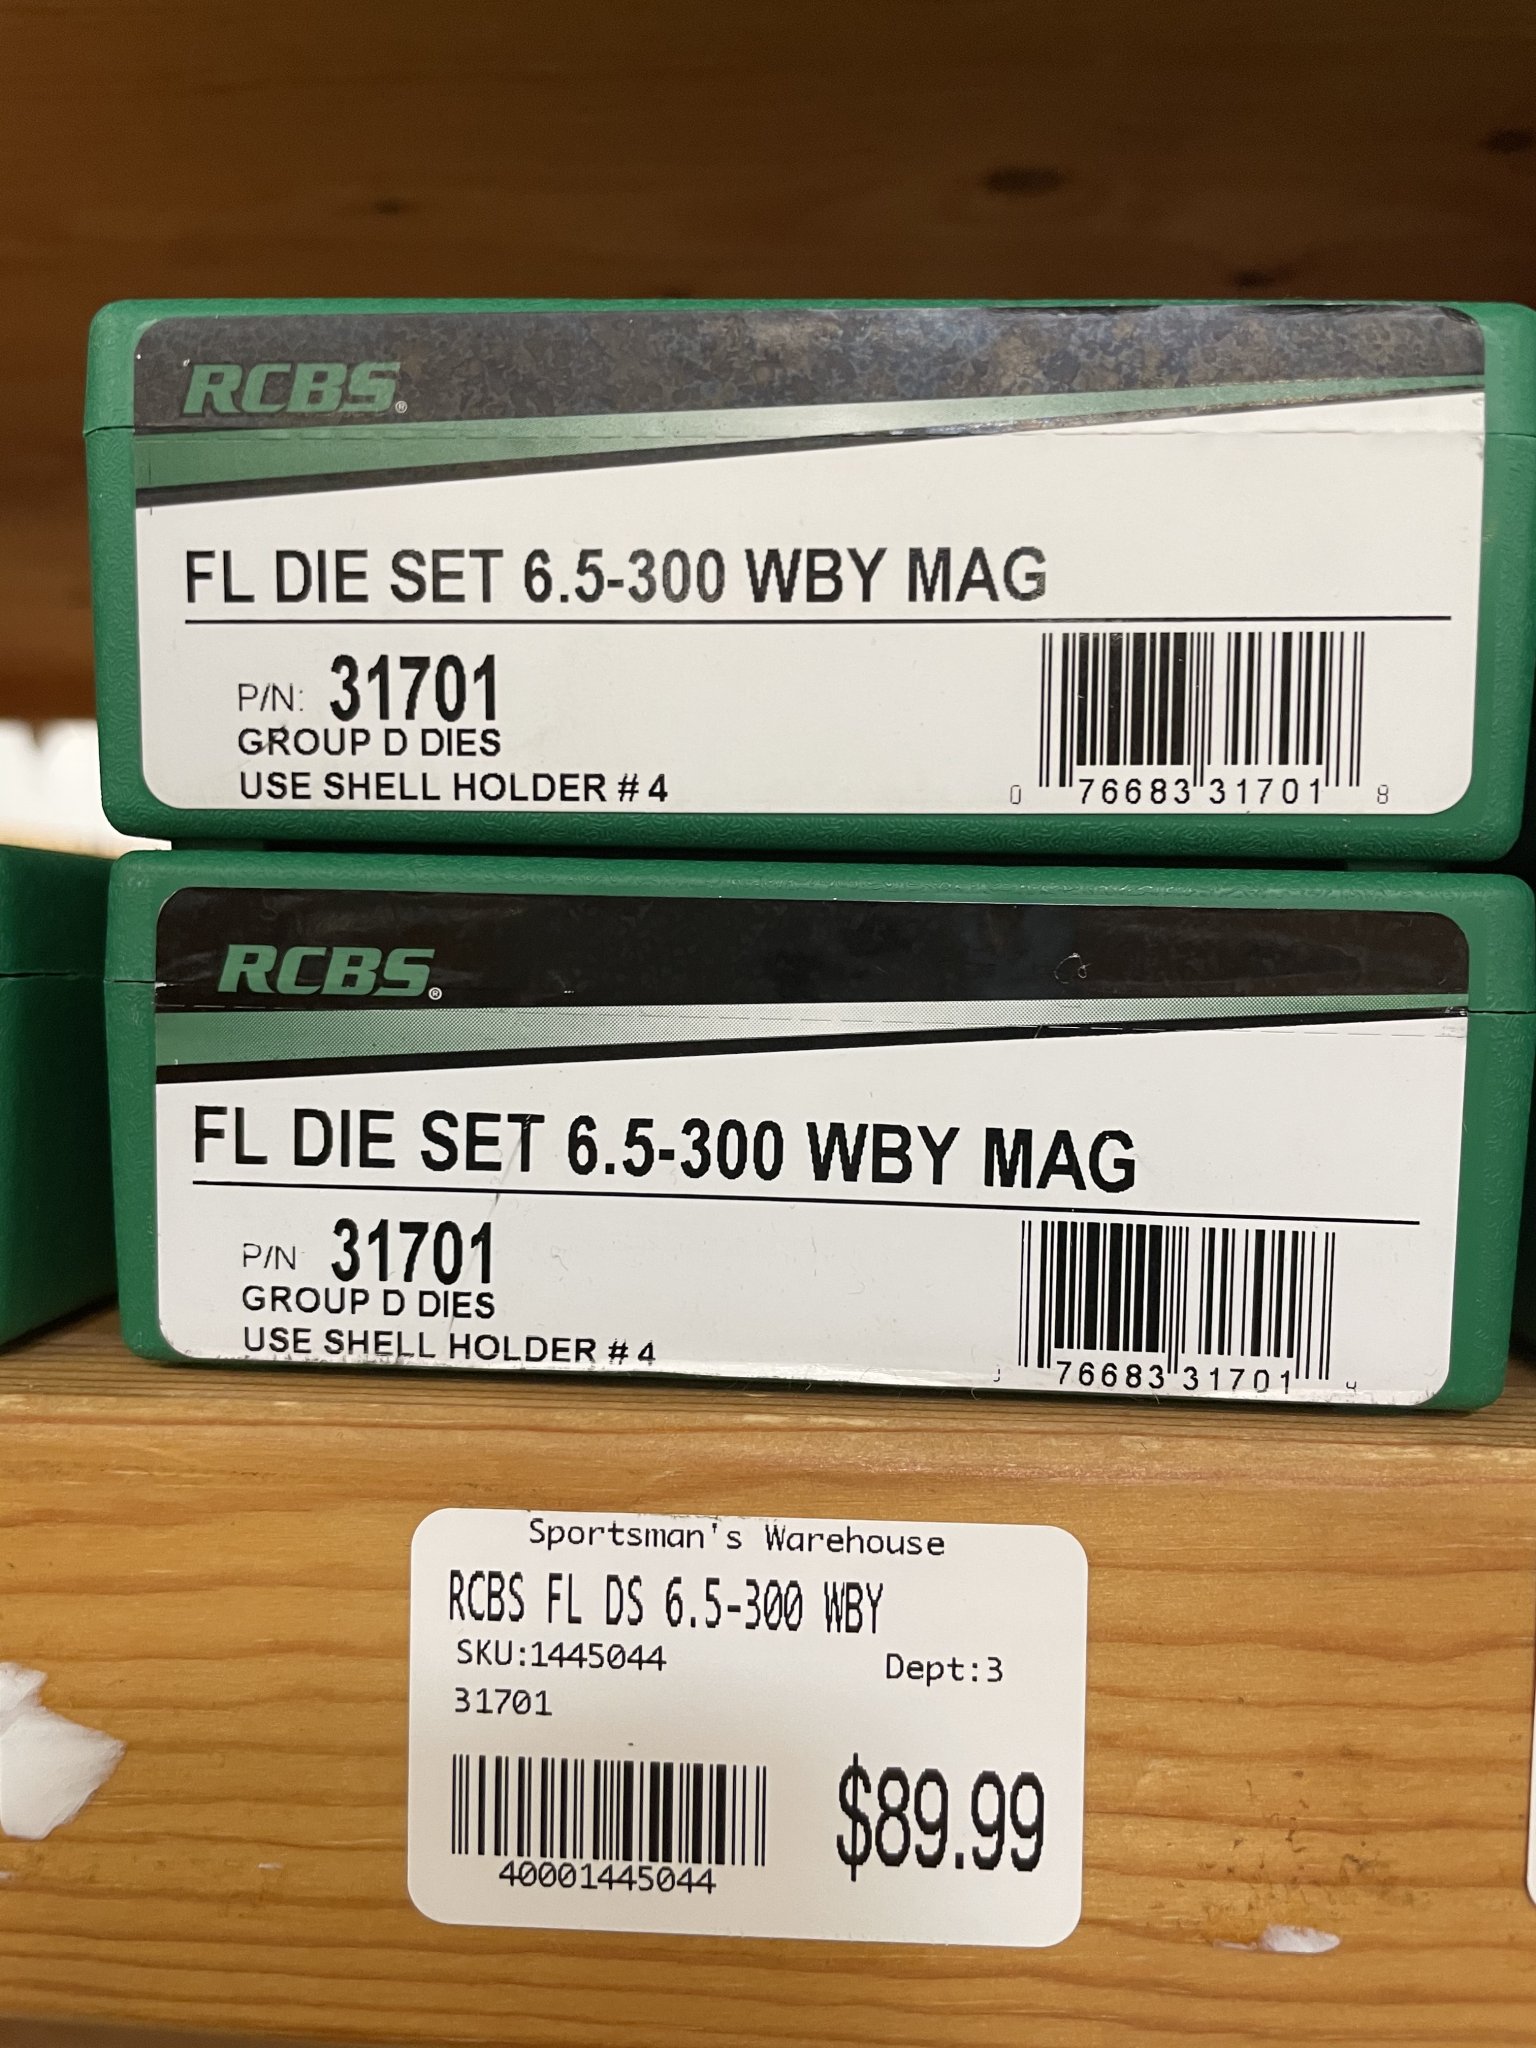 RCBS®
FL DIE SET 6.5-300 WBY MAG
P/N: 31701
GROUP D DIES
USE SHELL HOLDER # 4
0 76683 31701 8
RCBS®
FL DIE SET 6.5-300 WBY MAG
P/N 31701
GROUP D DIES
USE SHELL HOLDER # 4
76683 31701
Sportsman's Warehouse
RCBS FL DS 6.5-300 WBY
SKU:1445044 Dept:3
31701
$89.99
40001445044